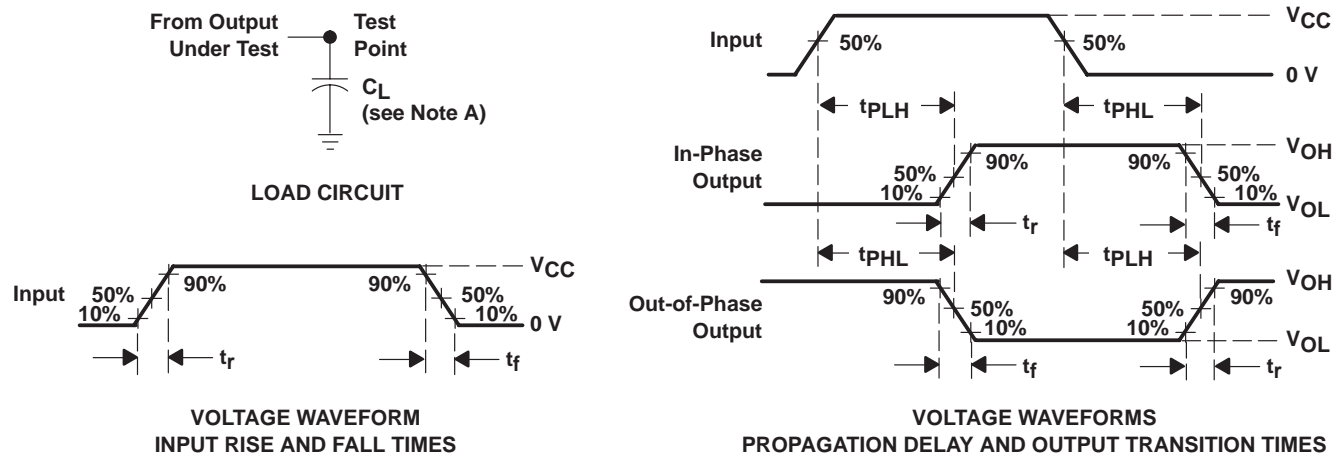 From Output
Under Test
Test
Point
CL
(see Note A)
LOAD CIRCUIT
Input
50%
10%
90%
90%
50%
10%
VCC
0 V
tr
tf
VOLTAGE WAVEFORM
INPUT RISE AND FALL TIMES
Input
50%
50%
VCC
0 V
tPLH
tPHL
In-Phase
Output
50%
10%
90%
90%
50%
10%
VOH
VOL
tr
tf
tPHL
tPLH
Out-of-Phase
Output
90%
50%
10%
50%
10%
90%
VOH
VOL
tf
tr
VOLTAGE WAVEFORMS
PROPAGATION DELAY AND OUTPUT TRANSITION TIMES